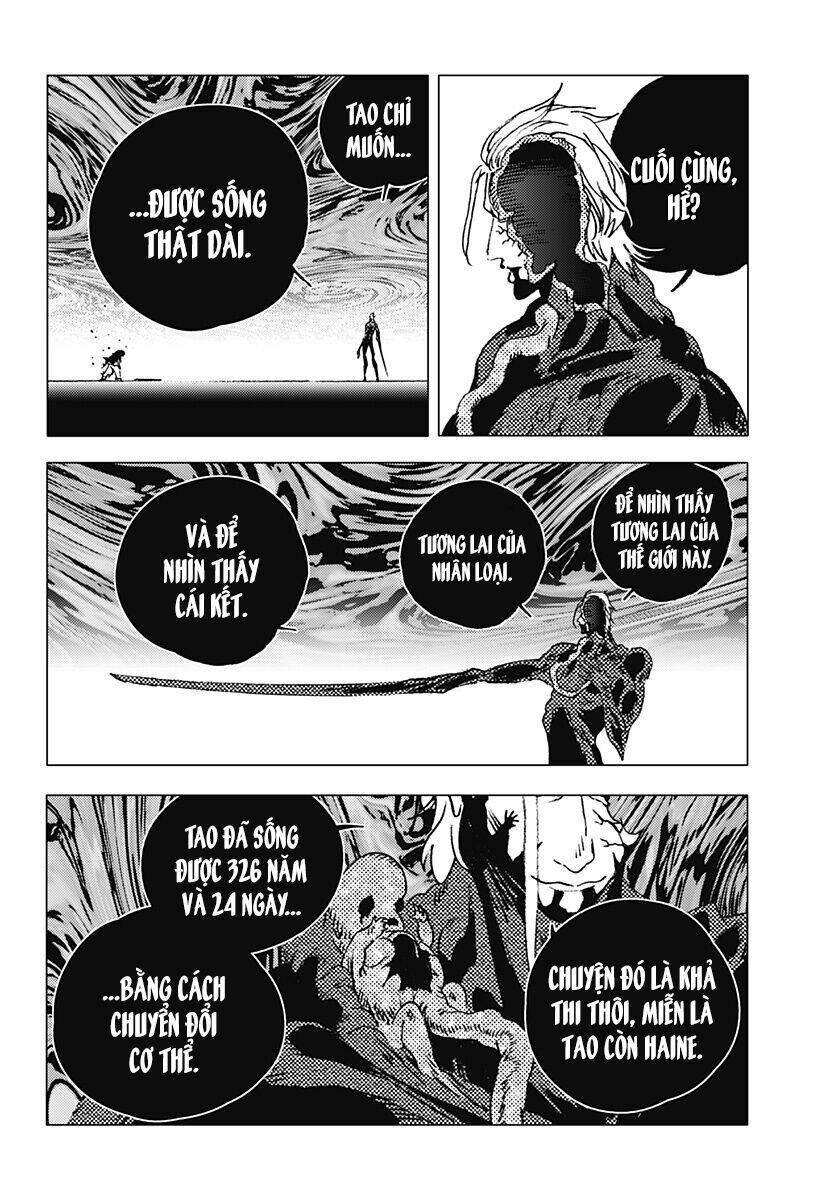 CUỐI CÙNG,
HỂ?
TAO CHỈ
MUỐN...
...ĐƯỢC SỐNG
THẬT DÀI.
ĐỂ NHÌN THẤY
TƯƠNG LAI CỦA
THẾ GIỚI NÀY.
TƯƠNG LAI CỦA
NHÂN LOẠI.
VÀ ĐỂ
NHÌN THẤY
CÁI KẾT.
CHUYỆN ĐÓ LÀ KHẢ
THI THÔI, MIỄN LÀ
TAO CÒN HAINE.
TAO ĐÃ SỐNG
ĐƯỢC 326 NĂM
VÀ 24 NGÀY...
...BẰNG CÁCH
CHUYỂN ĐỔI
CƠ THỂ.